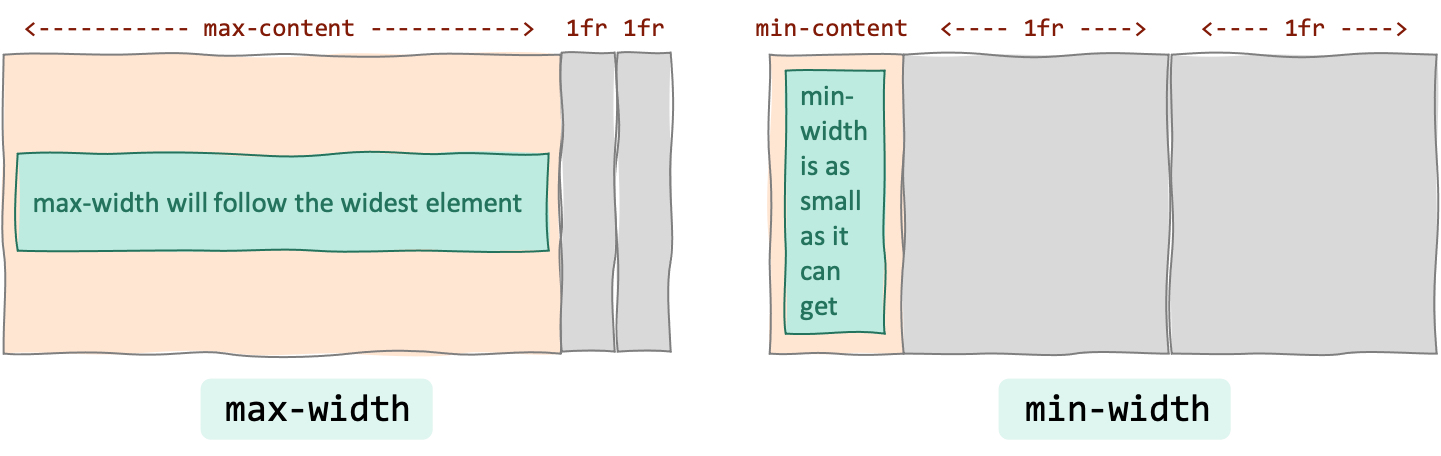 <----------- max-content -----------> 1fr 1fr
max-width will follow the widest element
max-width
min-content <---- 1fr ----> <---- 1fr ---->
min-
width
is as
small
as it
can
get
min-width